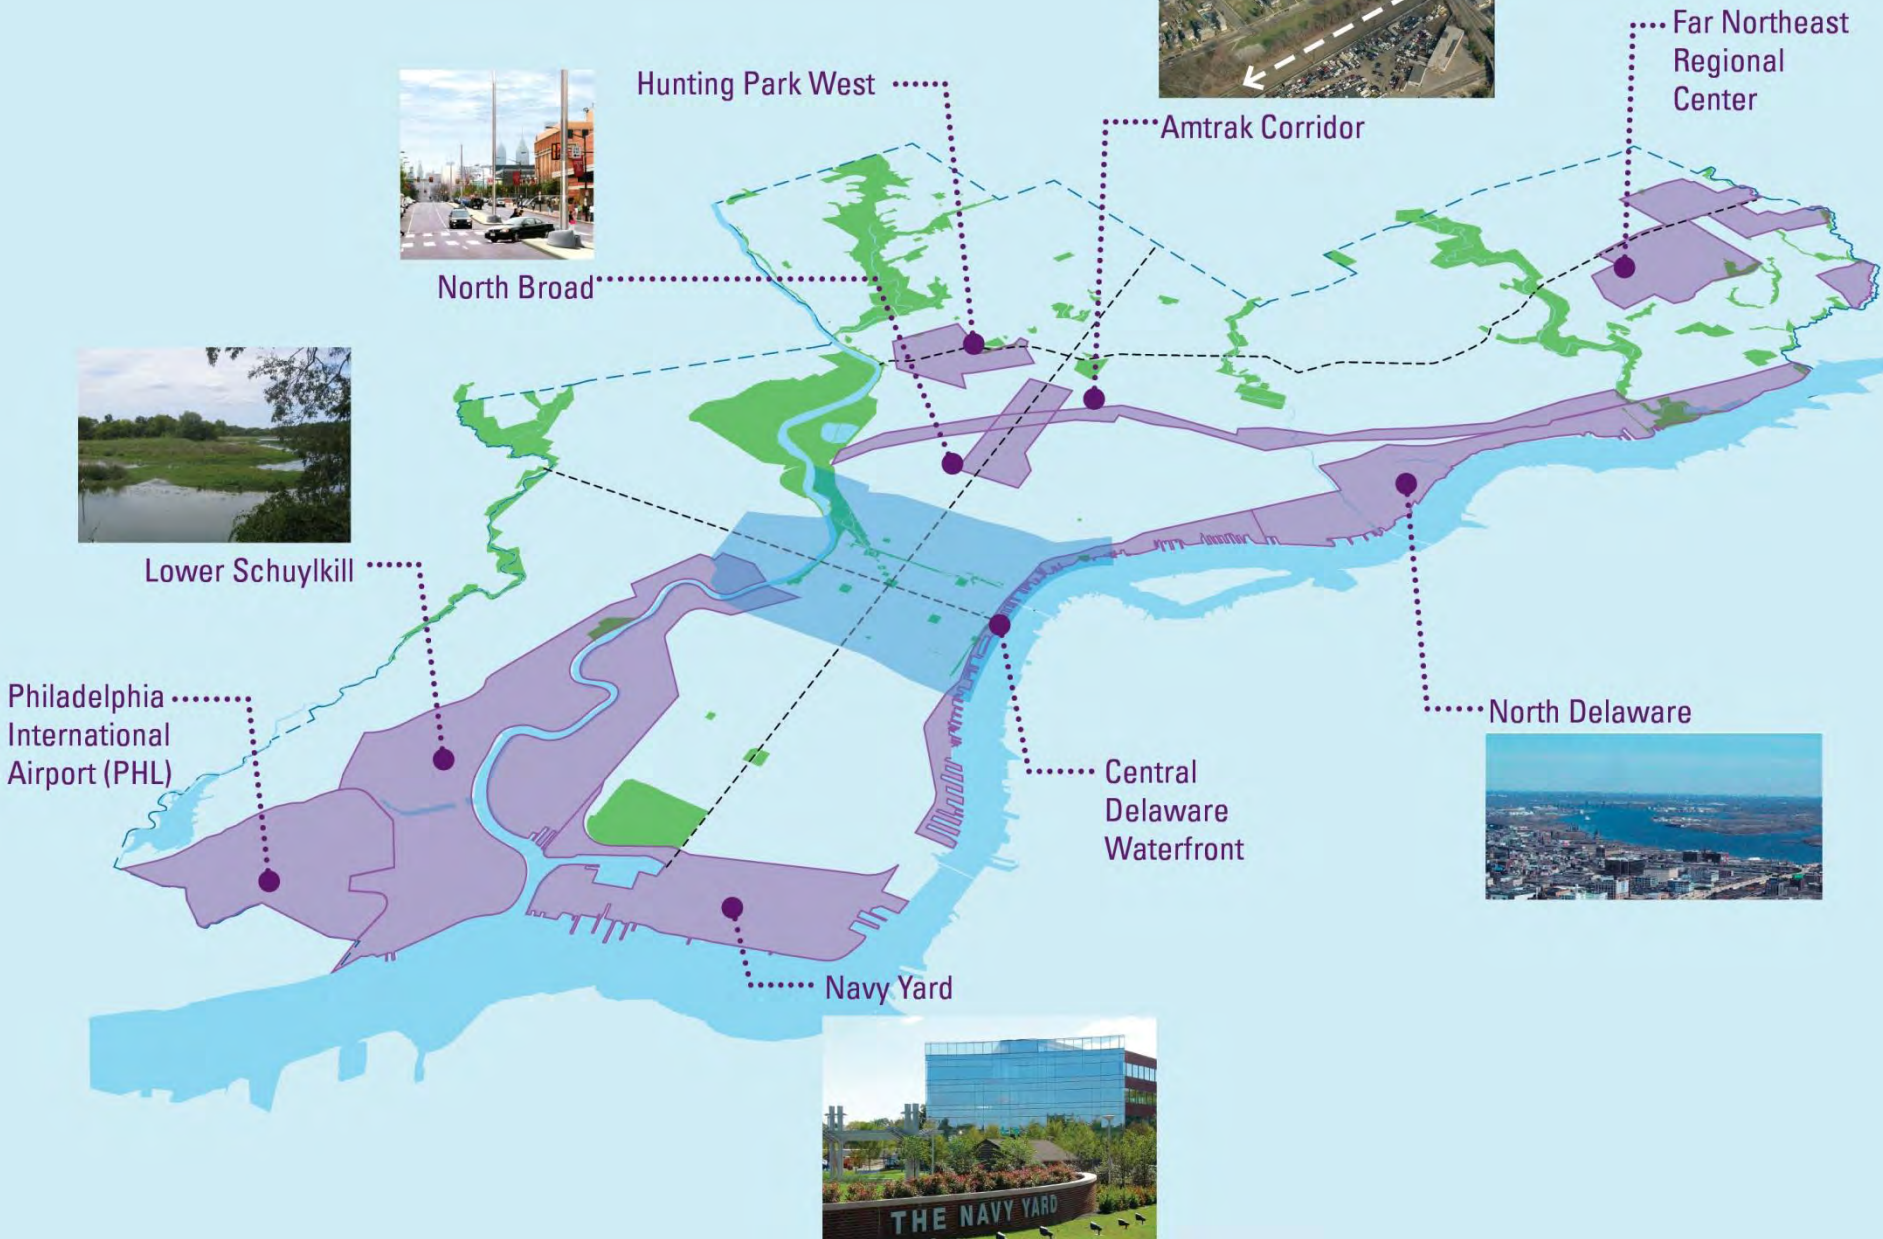 Far Northeast
Regional
Center
Hunting Park West
Amtrak Corridor
North Broad
Lower Schuylkill
Philadelphia
International
Airport (PHL)
North Delaware
Central
Delaware
Waterfront
Navy Yard
THE NAVY YARD